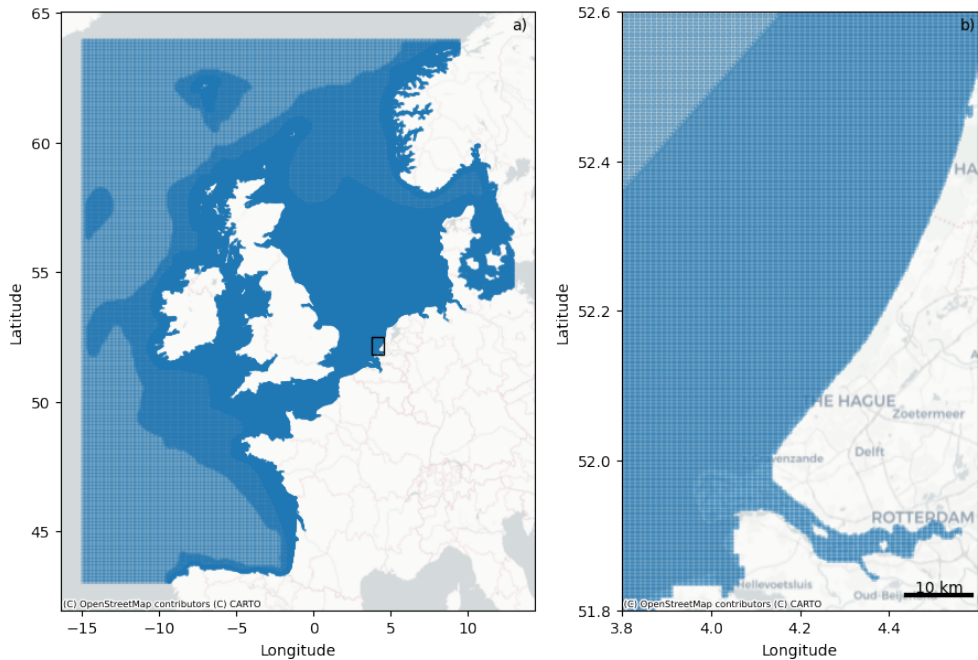 a)
65
60
55
50
45
Latitude
−15
−10
−5
0
5
10
Longitude
(C) OpenStreetMap contributors (C) CARTO
b)
52.6
52.4
52.2
52.0
51.8
Latitude
HA
THE HAGUE
Zoetermeer
Delft
ROTTERDAM
Hellevoetsluis
10 km
(C) OpenStreetMap contributors (C) CARTO
3.8
4.0
4.2
4.4
Longitude